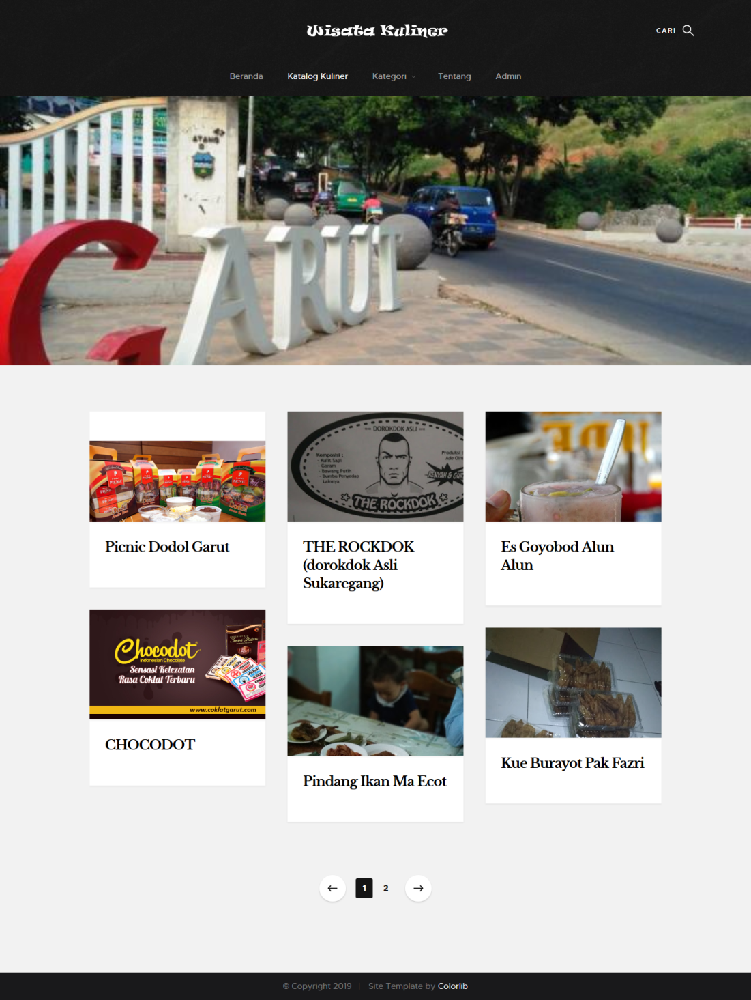 Wisata Kuliner
CARI
Beranda
Katalog Kuliner
Kategori
Tentang
Admin
GARUT
Picnic Dodol Garut
DOROKDOK ASLI
Komposisi :
- Kulit Sapi
- Garam
- Bawang Putih
- Bumbu Penyedap
Lainnya
Produksi :
THE ROCKDOK
THE ROCKDOK
(dorokdok Asli
Sukaregang)
Es Goyobod Alun
Alun
Chocodot
Indonesian Chocolate
Sensasi Kelezatan
Rasa Coklat Terbaru
www.coklatgarut.com
CHOCODOT
Pindang Ikan Ma Ecot
Kue Burayot Pak Fazri
1
2
© Copyright 2019
Site Template by Colorlib